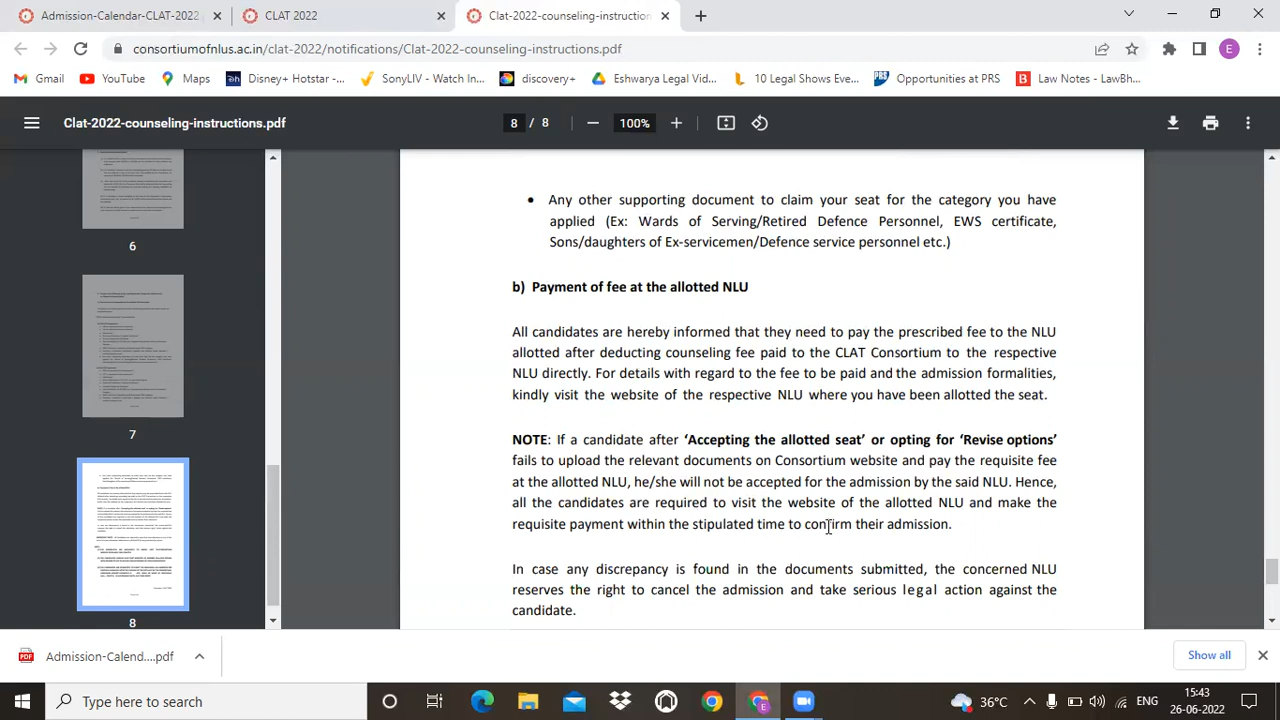 Admission-Calendar-CLAT-2022
CLAT 2022
Clat-2022-counseling-instruction
consortiumofnlus.ac.in/clat-2022/notifications/Clat-2022-counseling-instructions.pdf
E
Gmail
YouTube
Maps
Disney+ Hotstar -...
SonyLIV - Watch In...
discovery+
Eshwarya Legal Vid...
10 Legal Shows Eve...
PRS
Opportunities at PRS
B
Law Notes - LawBh...
Clat-2022-counseling-instructions.pdf
8 / 8
100%
6
7
8
• Any other supporting document to claim your seat for the category you have
applied (Ex: Wards of Serving/Retired Defence Personnel, EWS certificate,
Sons/daughters of Ex-servicemen/Defence service personnel etc.)
b) Payment of fee at the allotted NLU
All candidates are hereby informed that they need to pay the prescribed fee to the NLU
allotted after deducting counseling fee paid to the CLAT Consortium to the respective
NLU directly. For details with regard to the fee to be paid and the admission formalities,
kindly visit the website of the respective NLU where you have been allotted the seat.
NOTE: If a candidate after ‘Accepting the allotted seat’ or opting for ‘Revise options’
fails to upload the relevant documents on Consortium website and pay the requisite fee
at the allotted NLU, he/she will not be accepted for the admission by the said NLU. Hence,
all the candidates are required to visit the website of the allotted NLU and make the
requisite payment within the stipulated time to confirm their admission.
In case any discrepancy is found in the documents submitted, the concerned NLU
reserves the right to cancel the admission and take serious legal action against the
candidate.
PDF
Admission-Calend....pdf
Show all
Type here to search
E
36°C
ENG
15:43
26-06-2022